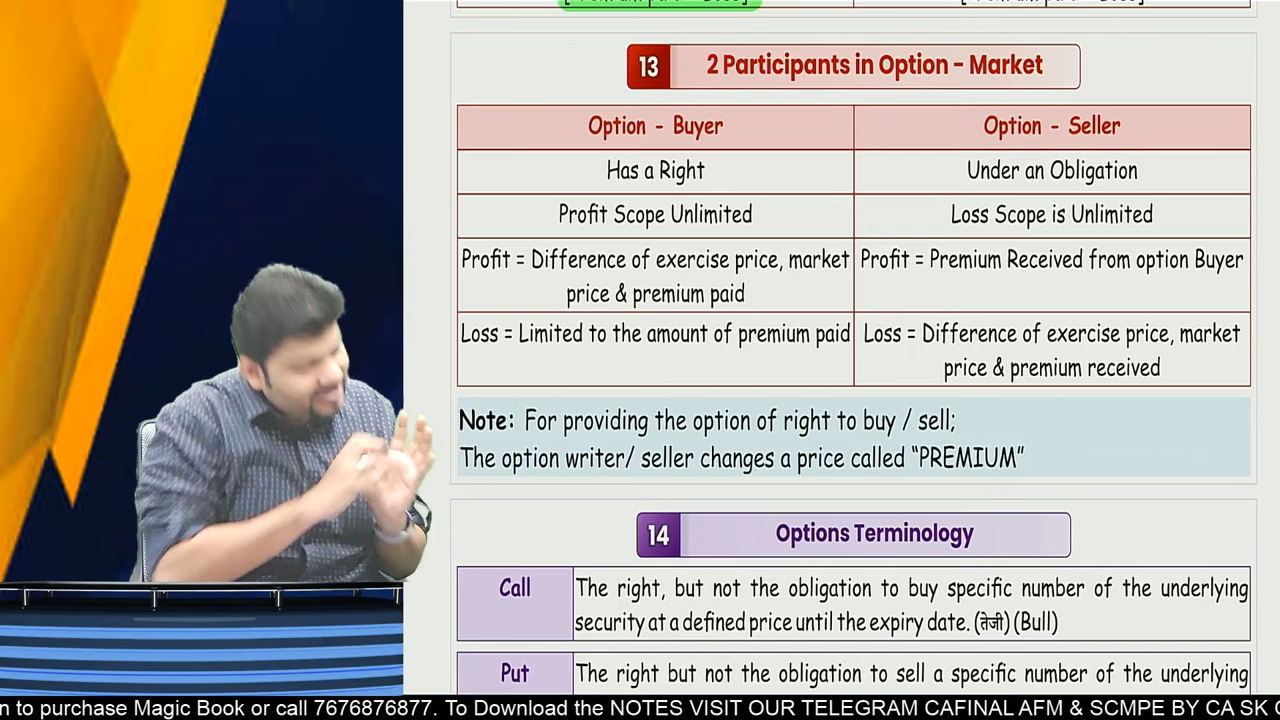 13
2 Participants in Option - Market
Option - Buyer
Option - Seller
Has a Right
Under an Obligation
Profit Scope Unlimited
Loss Scope is Unlimited
Profit = Difference of exercise price, market
price & premium paid
Profit = Premium Received from option Buyer
Loss = Limited to the amount of premium paid
Loss = Difference of exercise price, market
price & premium received
Note: For providing the option of right to buy / sell;
The option writer/ seller changes a price called “PREMIUM”
14
Options Terminology
Call
The right, but not the obligation to buy specific number of the underlying
security at a defined price until the expiry date. (तेजी) (Bull)
Put
The right but not the obligation to sell a specific number of the underlying
to purchase Magic Book or call 7676876877. To Download the NOTES VISIT OUR TELEGRAM CAFINAL AFM & SCMPE BY CA SK